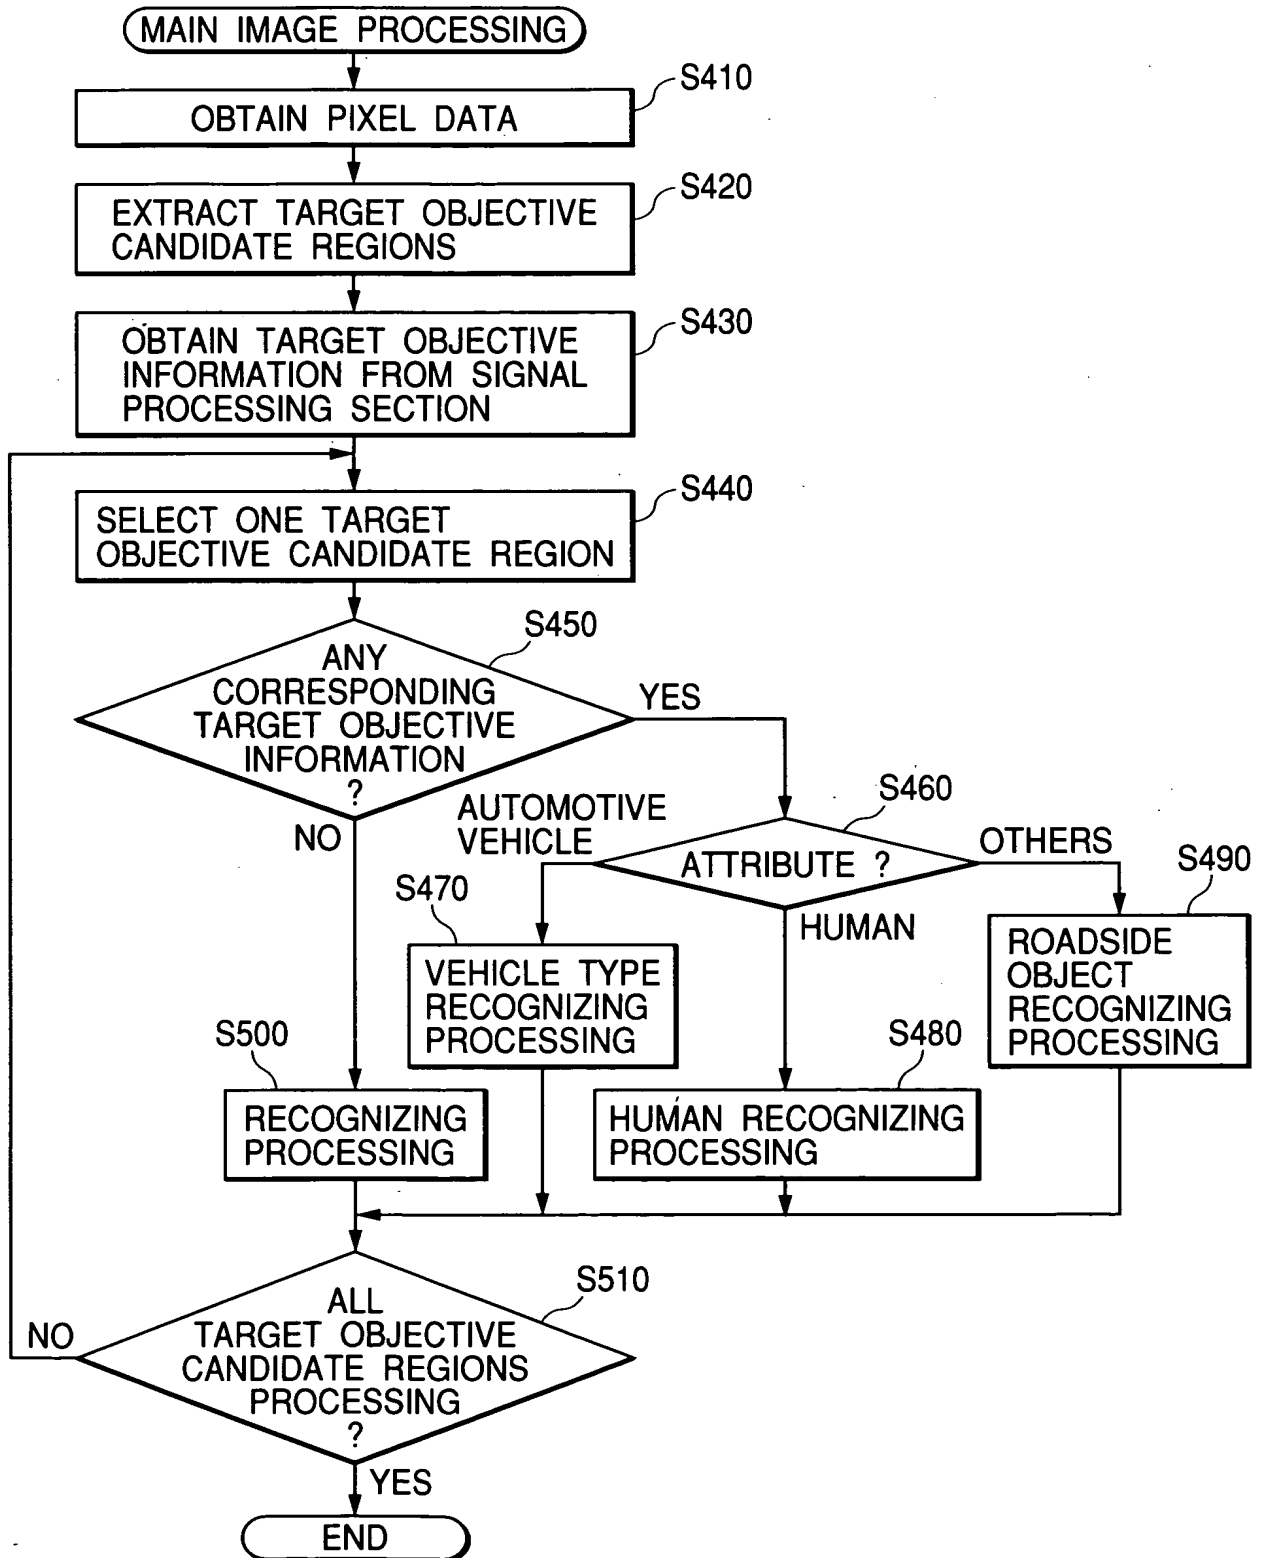 MAIN IMAGE PROCESSING
S410
OBTAIN PIXEL DATA
S420
EXTRACT TARGET OBJECTIVE
CANDIDATE REGIONS
S430
OBTAIN TARGET OBJECTIVE
INFORMATION FROM SIGNAL
PROCESSING SECTION
S440
SELECT ONE TARGET
OBJECTIVE CANDIDATE REGION
S450
ANY
CORRESPONDING
TARGET OBJECTIVE
INFORMATION
?
YES
NO
S460
ATTRIBUTE ?
AUTOMOTIVE
VEHICLE
OTHERS
HUMAN
S470
VEHICLE TYPE
RECOGNIZING
PROCESSING
S490
ROADSIDE
OBJECT
RECOGNIZING
PROCESSING
S500
RECOGNIZING
PROCESSING
S480
HUMAN RECOGNIZING
PROCESSING
S510
ALL
TARGET OBJECTIVE
CANDIDATE REGIONS
PROCESSING
?
NO
YES
END